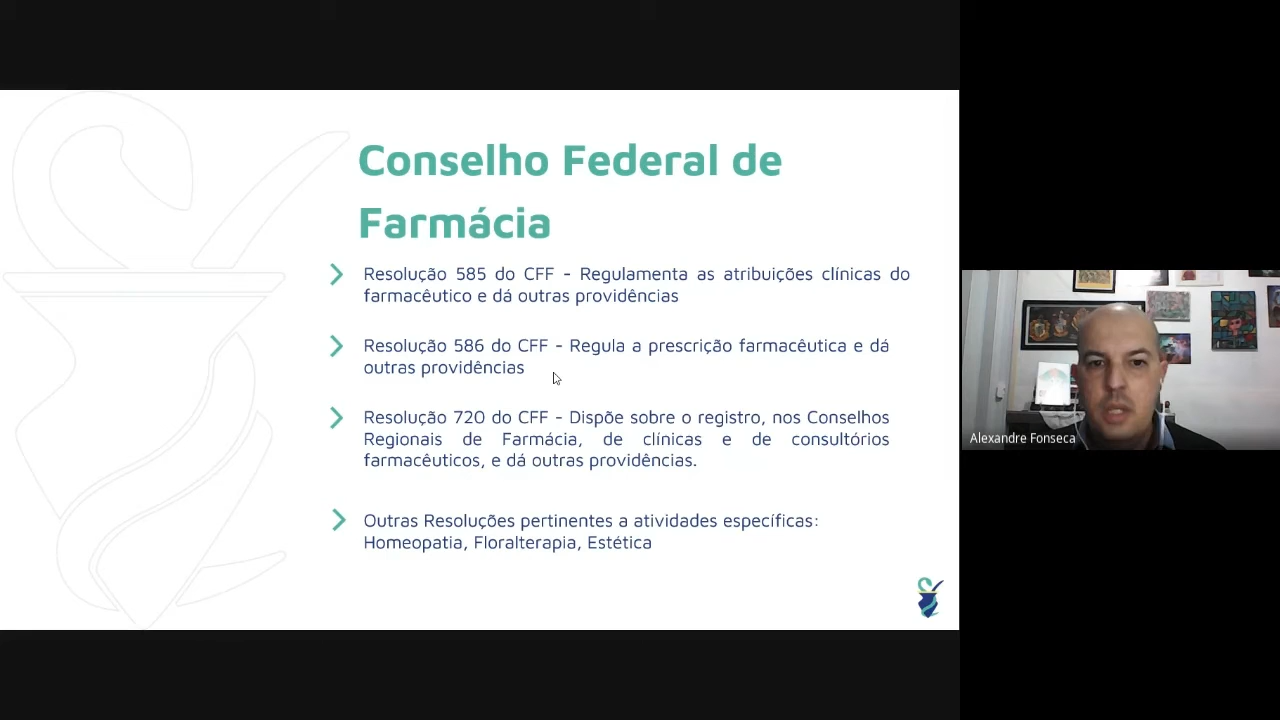 Conselho Federal de
Farmácia
Resolução 585 do CFF - Regulamenta as atribuições clínicas do
farmacêutico e dá outras providências
Resolução 586 do CFF - Regula a prescrição farmacêutica e dá
outras providências
Resolução 720 do CFF - Dispõe sobre o registro, nos Conselhos
Regionais de Farmácia, de clínicas e de consultórios
farmacêuticos, e dá outras providências.
Outras Resoluções pertinentes a atividades específicas:
Homeopatia, Floralterapia, Estética
Alexandre Fonseca